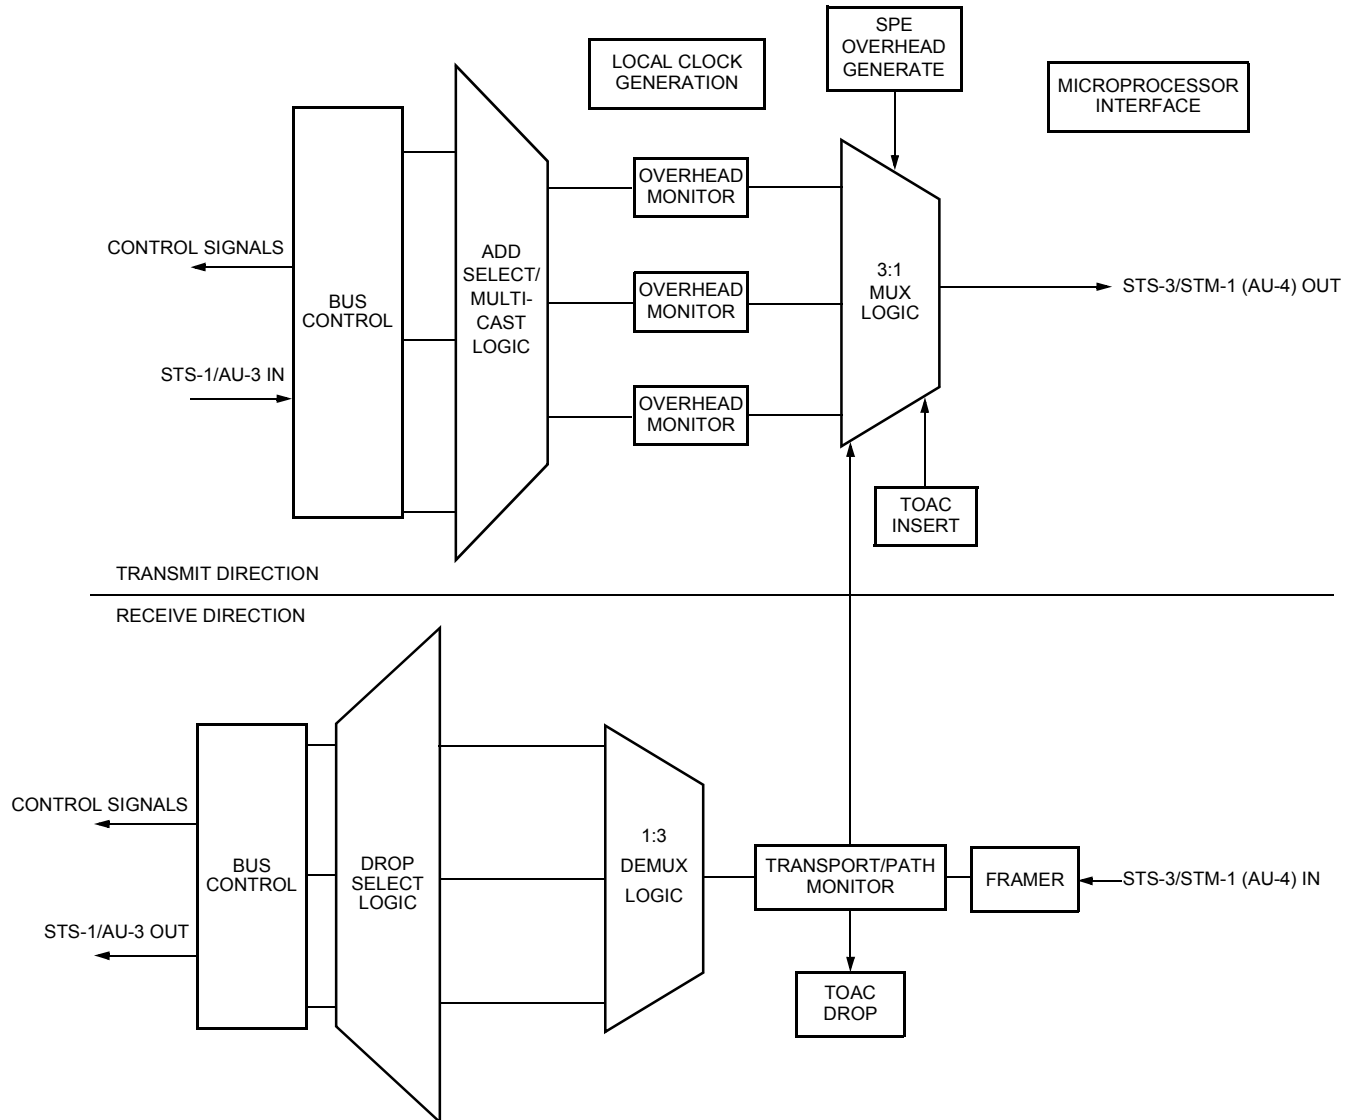 SPE
OVERHEAD
GENERATE
LOCAL CLOCK
GENERATION
MICROPROCESSOR
INTERFACE
OVERHEAD
MONITOR
CONTROL SIGNALS
BUS
CONTROL
ADD
SELECT/
MULTI-
CAST
LOGIC
OVERHEAD
MONITOR
3:1
MUX
LOGIC
STS-3/STM-1 (AU-4) OUT
STS-1/AU-3 IN
OVERHEAD
MONITOR
TOAC
INSERT
TRANSMIT DIRECTION
RECEIVE DIRECTION
CONTROL SIGNALS
BUS
CONTROL
DROP
SELECT
LOGIC
1:3
DEMUX
LOGIC
TRANSPORT/PATH
MONITOR
FRAMER
STS-3/STM-1 (AU-4) IN
STS-1/AU-3 OUT
TOAC
DROP